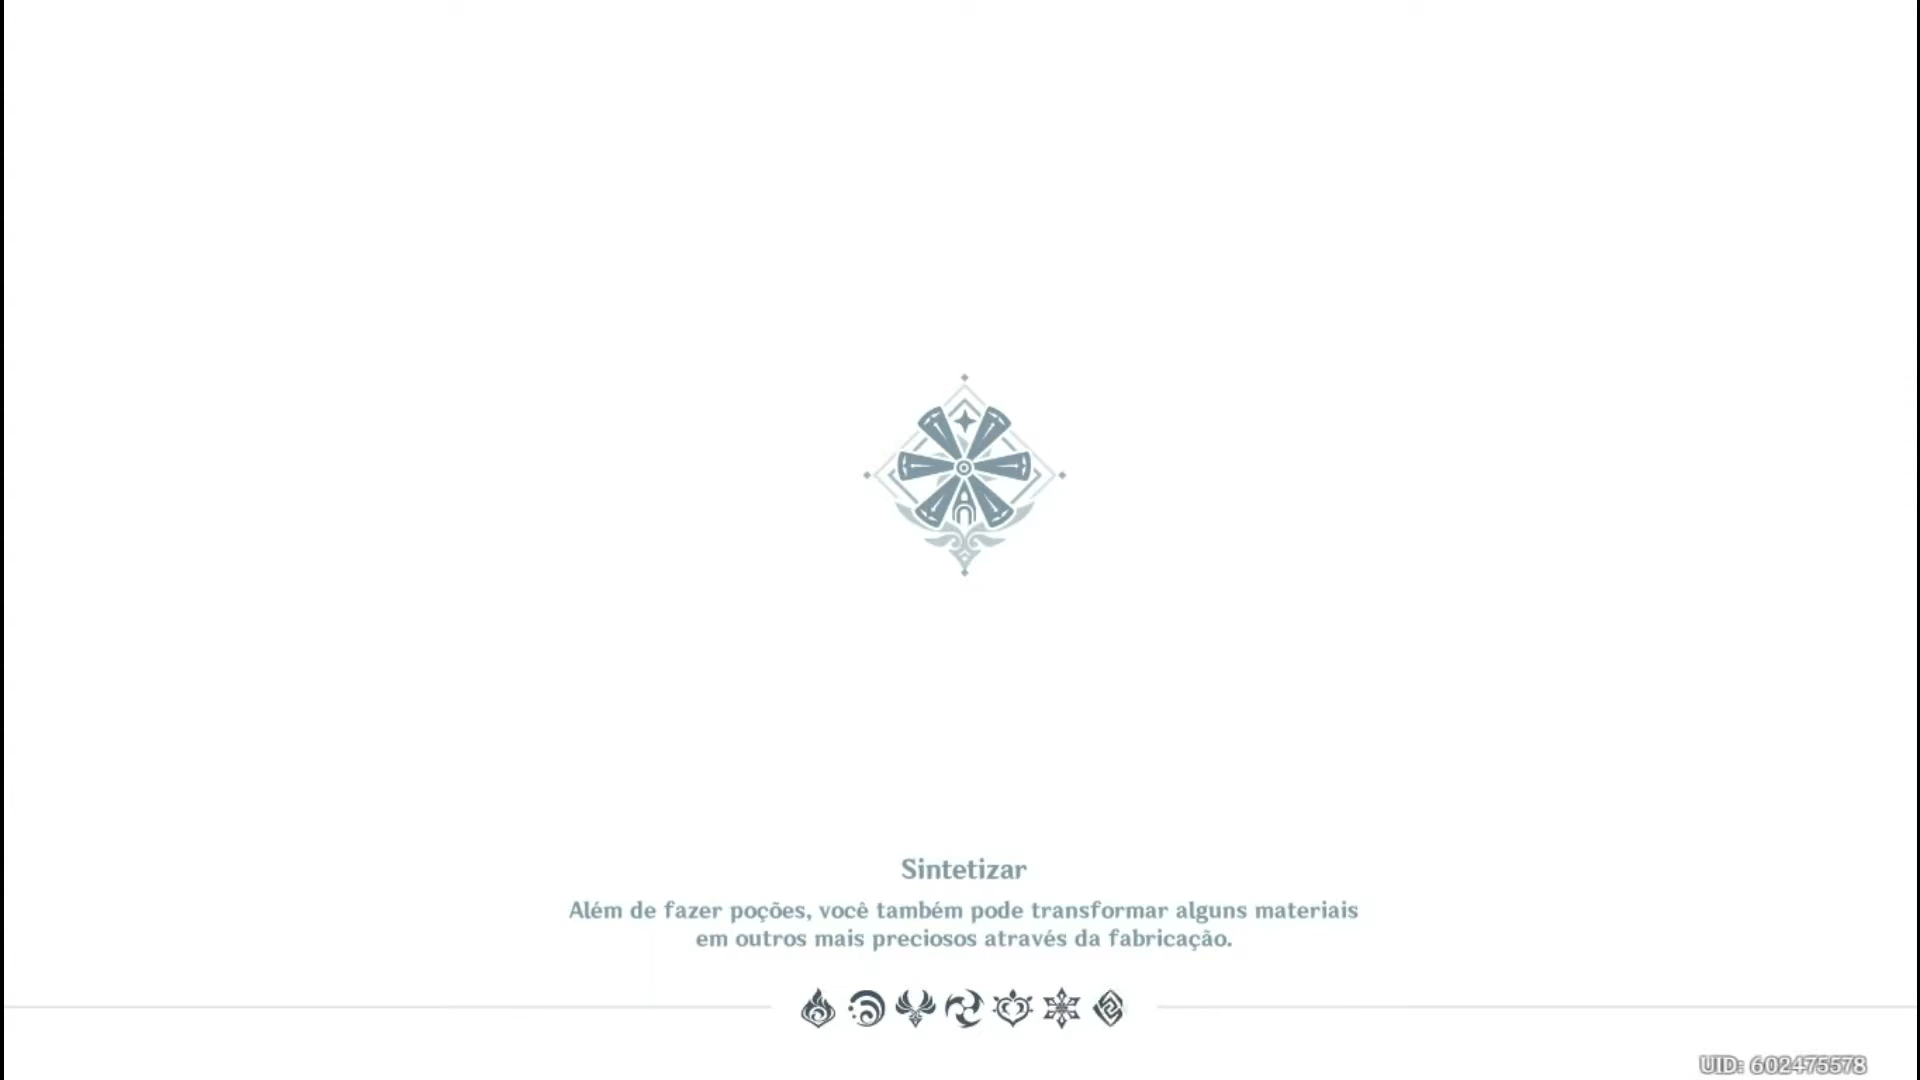 Sintetizar
Além de fazer poções, você também pode transformar alguns materiais
em outros mais preciosos através da fabricação.
UID: 602475578